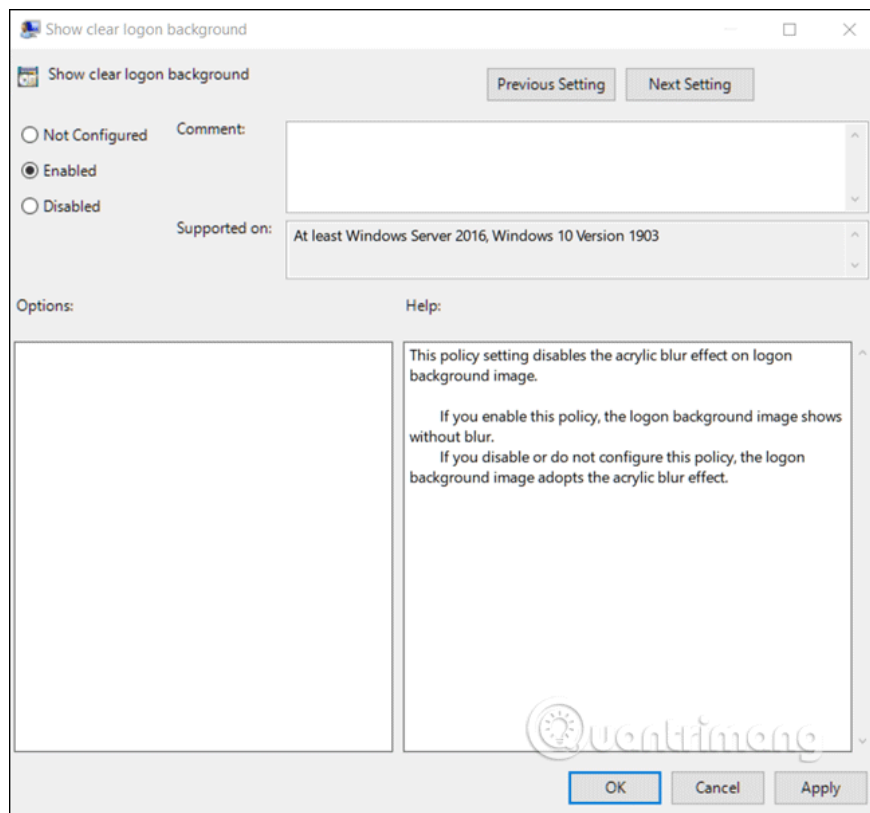 Show clear logon background
Show clear logon background
Previous Setting
Next Setting
Not Configured
Comment:
Enabled
Disabled
Supported on:
At least Windows Server 2016, Windows 10 Version 1903
Options:
Help:
This policy setting disables the acrylic blur effect on logon
background image.
If you enable this policy, the logon background image shows
without blur.
If you disable or do not configure this policy, the logon
background image adopts the acrylic blur effect.
Quantrimang
OK
Cancel
Apply